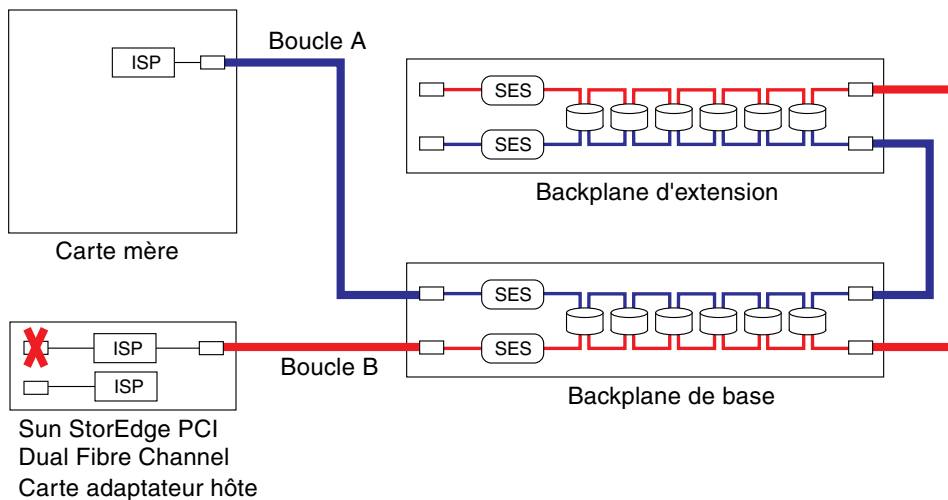 Boucle A
ISP
SES
SES
Backplane d'extension
Carte mère
SES
ISP
SES
Boucle B
ISP
Backplane de base
Sun StorEdge PCI
Dual Fibre Channel
Carte adaptateur hôte